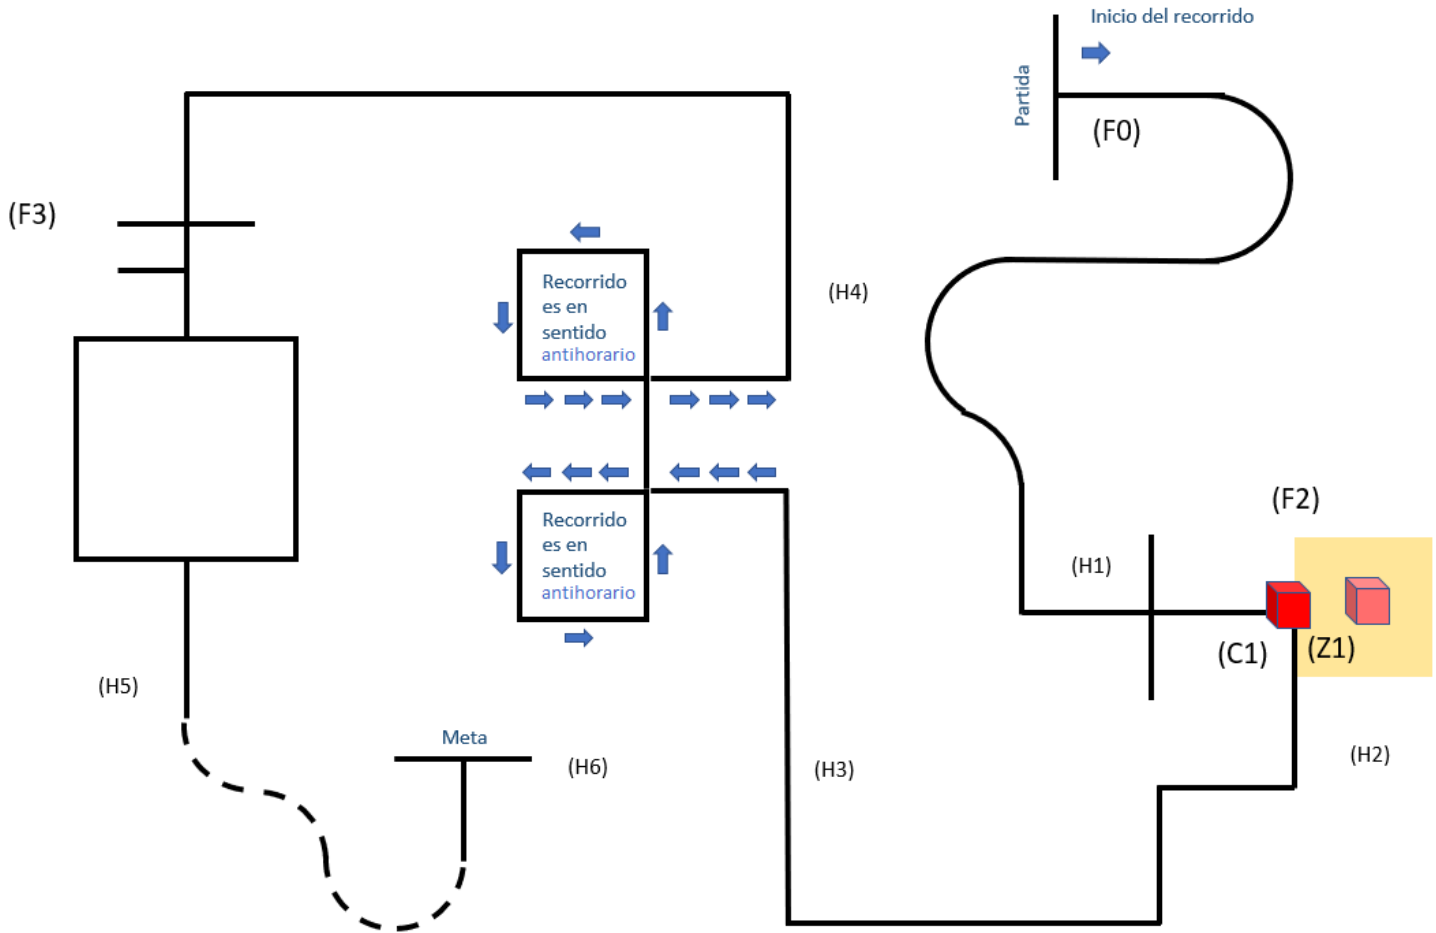 Inicio del recorrido
Partida
(F0)
(F3)
Recorrido
es en
sentido
antihorario
(H4)
(F2)
Recorrido
es en
sentido
antihorario
(H1)
(C1)
(Z1)
(H5)
Meta
(H6)
(H3)
(H2)